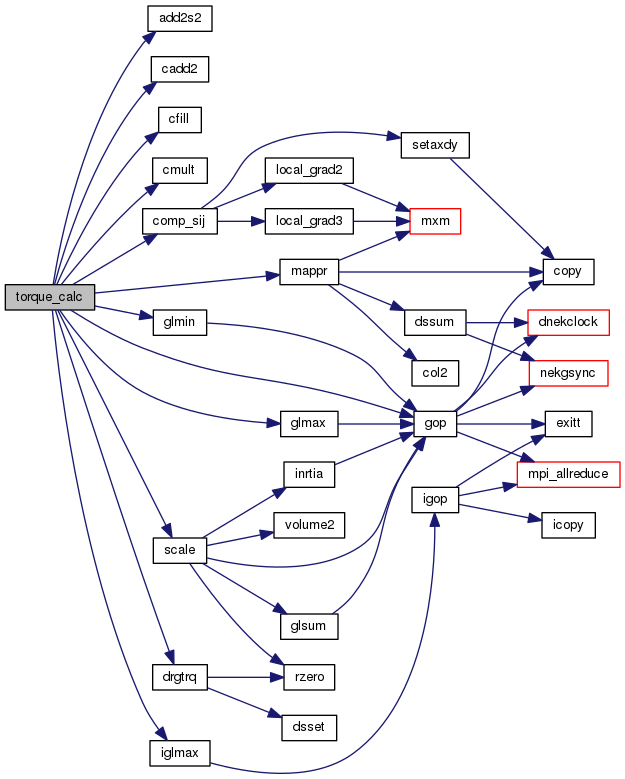 add2s2
cadd2
cfill
setaxdy
cmult
local_grad2
comp_sij
local_grad3
mxm
mappr
copy
torque_calc
glmin
dssum
dnekclock
col2
nekgsync
glmax
gop
exitt
inrtia
mpi_allreduce
igop
volume2
icopy
scale
glsum
drgtrq
rzero
dsset
iglmax